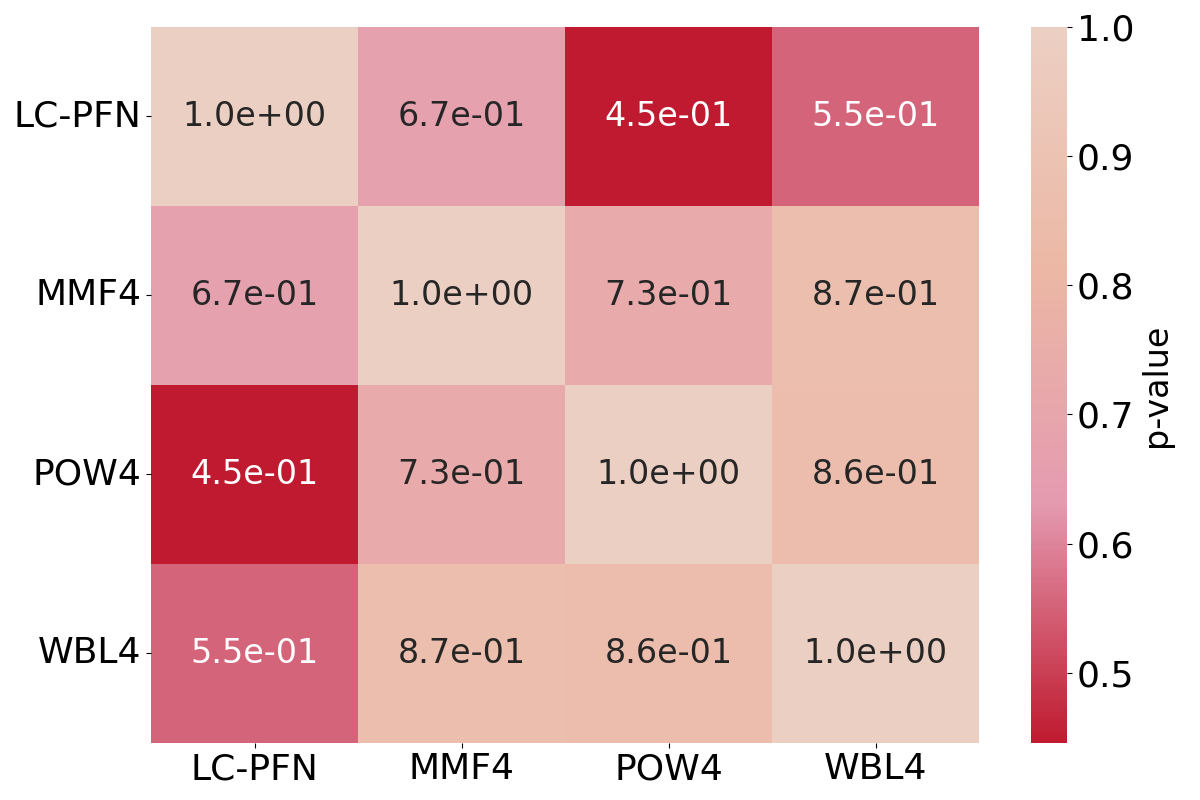 LC-PFN 1.0e+00 6.7e-01 4.5e-01 5.5e-01
MMF4 6.7e-01 1.0e+00 7.3e-01 8.7e-01
POW4 4.5e-01 7.3e-01 1.0e+00 8.6e-01
WBL4 5.5e-01 8.7e-01 8.6e-01 1.0e+00
LC-PFN MMF4 POW4 WBL4
1.0
0.9
0.8
0.7
0.6
0.5
p-value